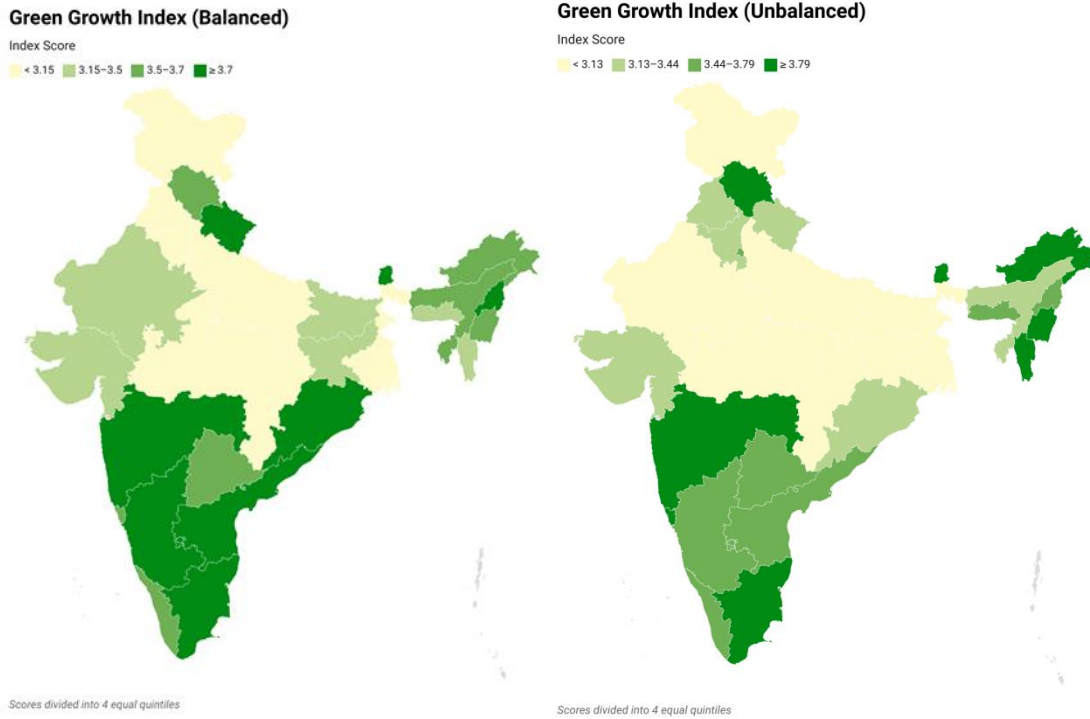 Green Growth Index (Balanced)
Index Score
< 3.15 3.15–3.5 3.5–3.7 ≥ 3.7
Scores divided into 4 equal quintiles
Green Growth Index (Unbalanced)
Index Score
< 3.13 3.13–3.44 3.44–3.79 ≥ 3.79
Scores divided into 4 equal quintiles